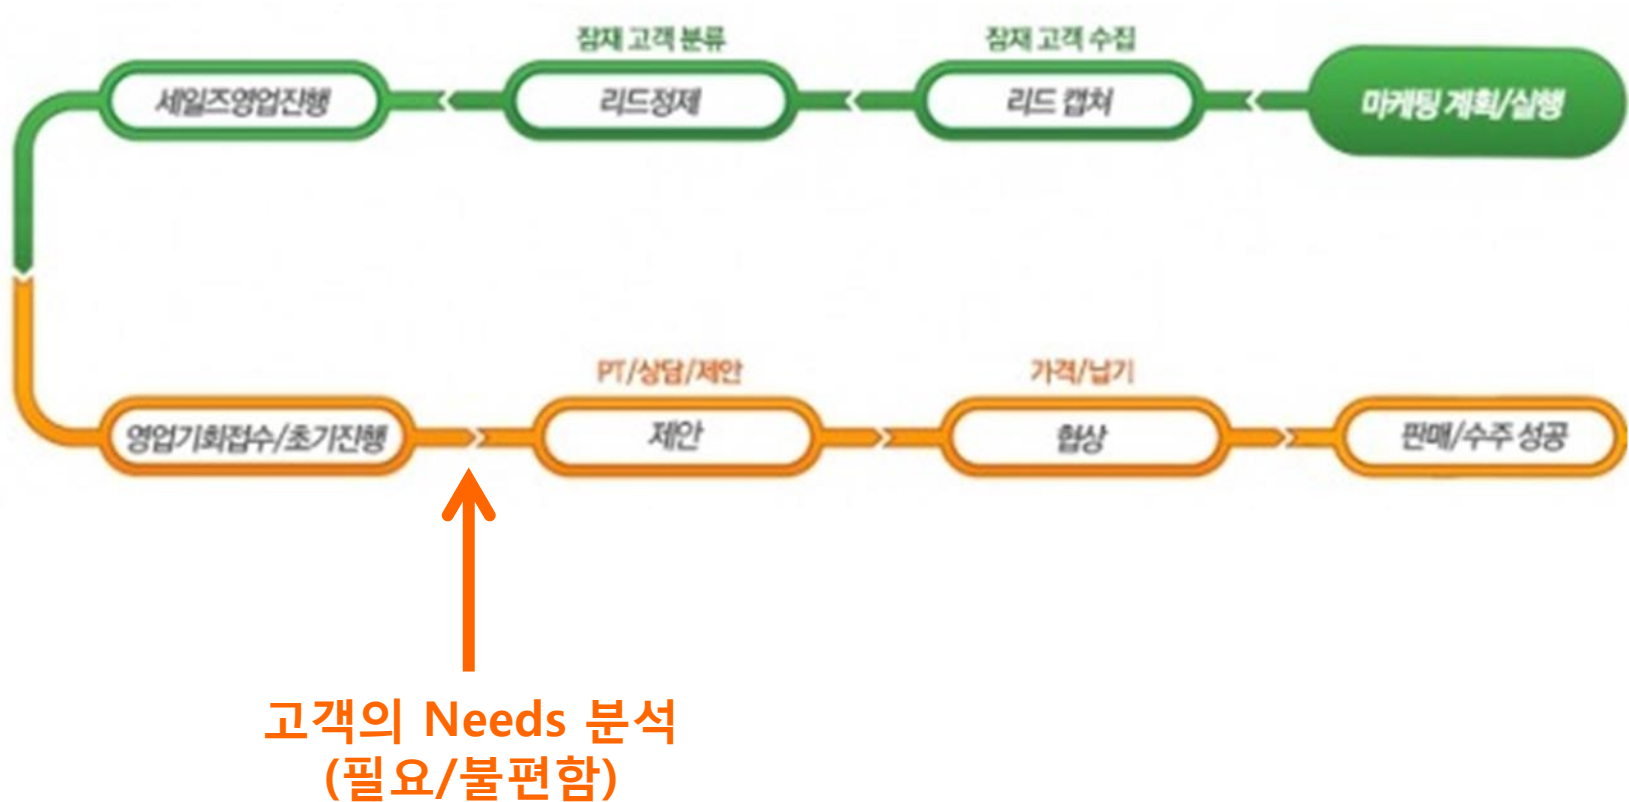 잠재 고객 분류
잠재 고객 수집
세일즈영업진행
리드정제
리드 캡쳐
마케팅 계획/실행
PT/상담/제안
가격/납기
영업기회접수/초기진행
제안
협상
판매/수주 성공
고객의 Needs 분석
(필요/불편함)